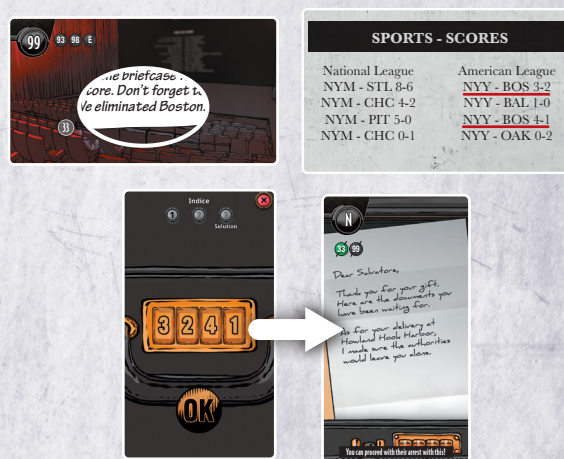 99
93 98 E
briefcase
core. Don't forget
We eliminated Boston.
33
SPORTS - SCORES
National League
NYM - STL 8-6
NYM - CHC 4-2
NYM - PIT 5-0
NYM - CHC 0-1
American League
NYY - BOS 3-2
NYY - BAL 1-0
NYY - BOS 4-1
NYY - OAK 0-2
Indice
1 2 3
Solution
3 2 4 1
OK
N
33 99
Dear Salvatore,
Thank you for your gift.
Here are the documents you
have been waiting for.
As for your delivery at
Howland Hook Harbor,
I made sure the authorities
would leave you alone.
You can proceed with their arrest with this!